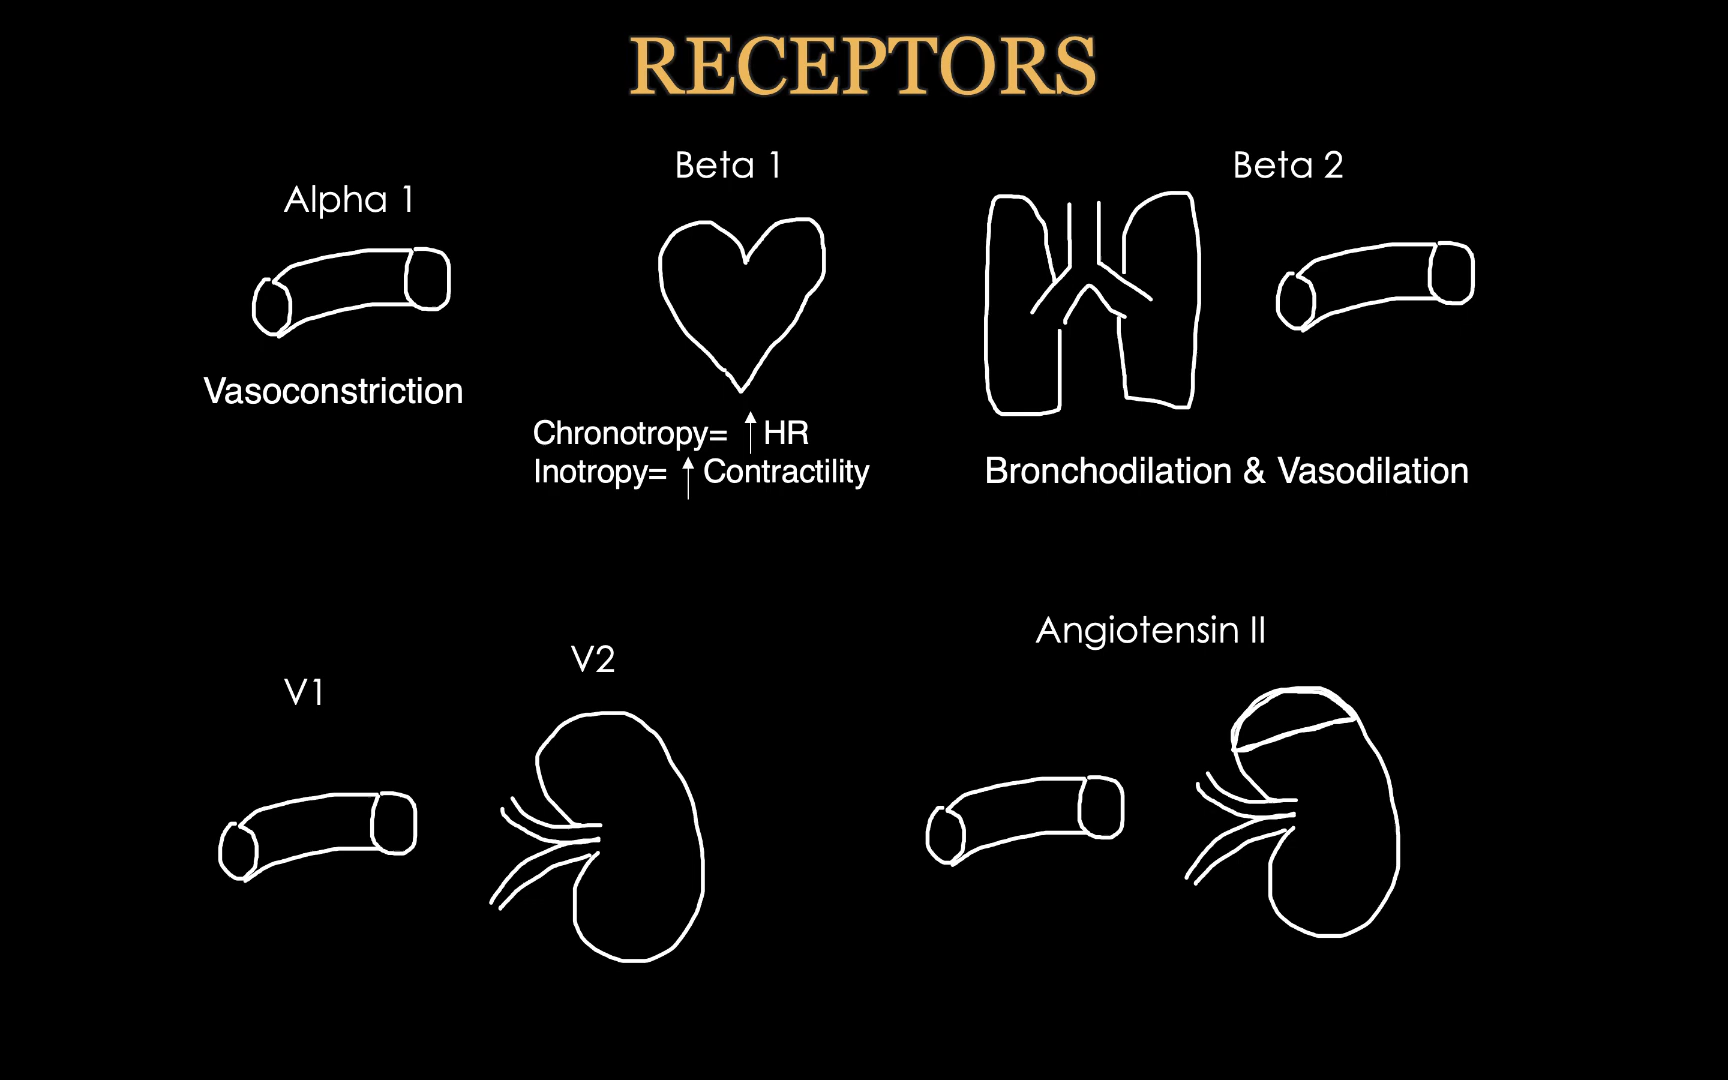 RECEPTORS
Alpha 1
Vasoconstriction
Beta 1
Chronotropy= ↑ HR
Inotropy= ↑ Contractility
Beta 2
Bronchodilation & Vasodilation
V1
V2
Angiotensin II